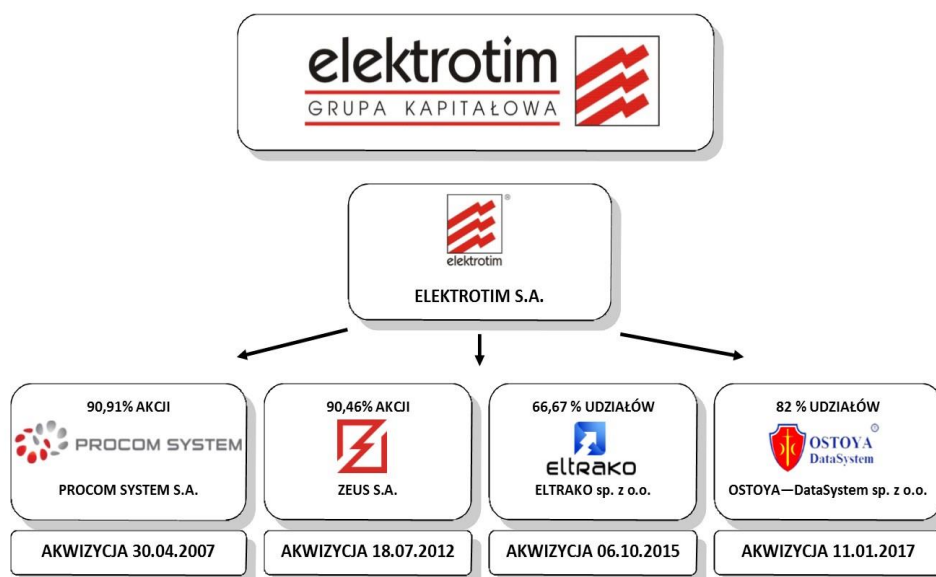 elektrotim
GRUPA KAPITAŁOWA
®
elektrotim
ELEKTROTIM S.A.
90,91% AKCJI
PROCOM SYSTEM
PROCOM SYSTEM S.A.
AKWIZYCJA 30.04.2007
90,46% AKCJI
ZEUS S.A.
AKWIZYCJA 18.07.2012
66,67 % UDZIAŁÓW
eltrako
ELTRAKO sp. z o.o.
AKWIZYCJA 06.10.2015
82 % UDZIAŁÓW
®
OSTOYA
DataSystem
OSTOYA—DataSystem sp. z o.o.
AKWIZYCJA 11.01.2017